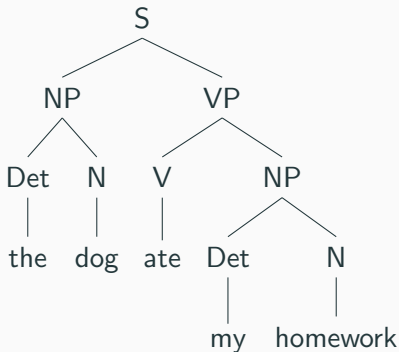 S
NP VP
Det N V NP
the dog ate Det N
my homework